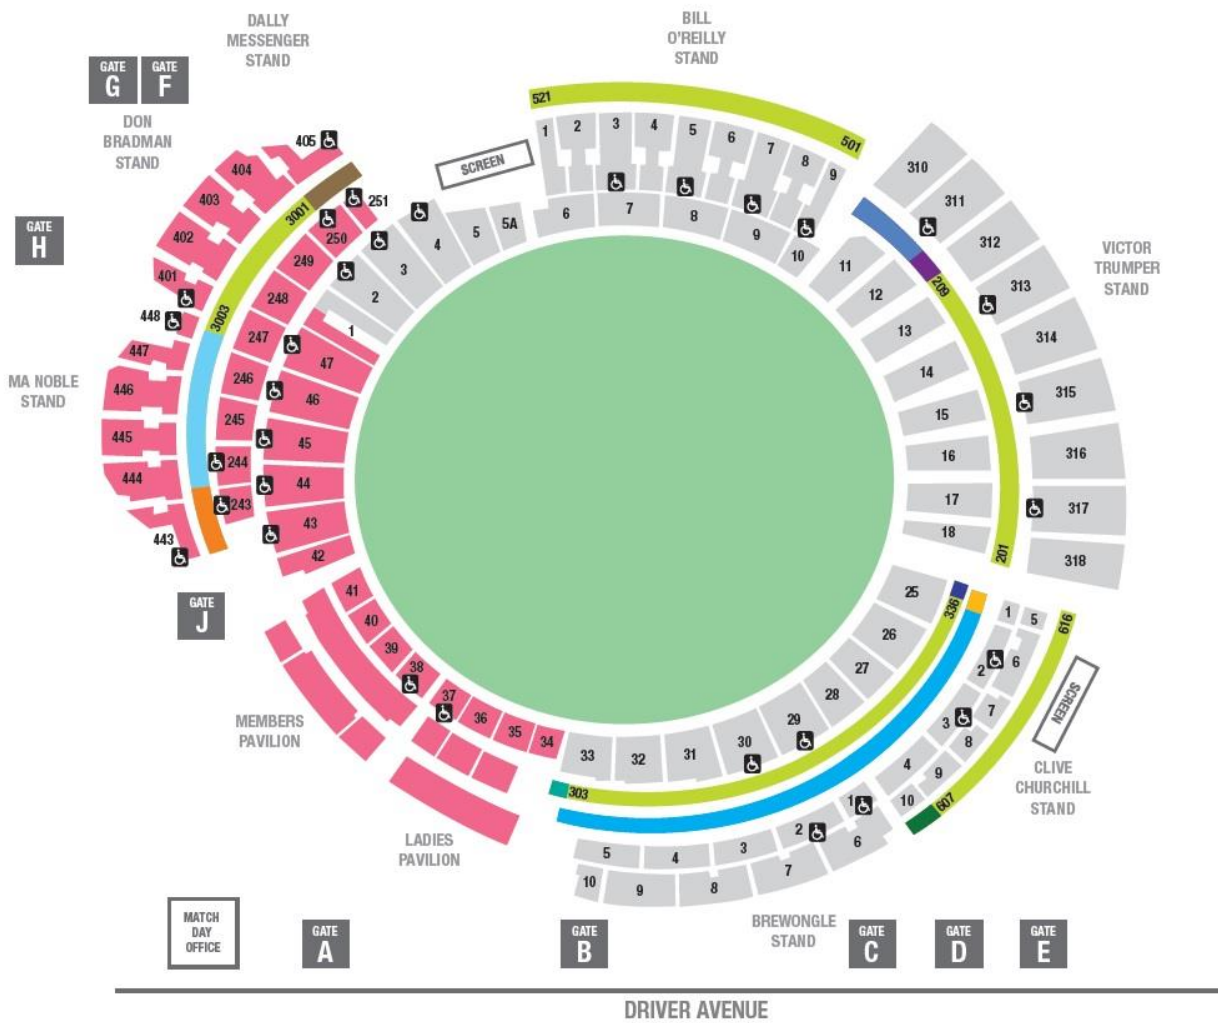 DALLY
MESSENGER
STAND
BILL
O'REILLY
STAND
GATE
G
GATE
F
DON
BRADMAN
STAND
GATE
H
MA NOBLE
STAND
GATE
J
MEMBERS
PAVILION
LADIES
PAVILION
VICTOR
TRUMPER
STAND
CLIVE
CHURCHILL
STAND
BREWONGLE
STAND
SCREEN
SCREEN
521
501
1
2
3
4
5
6
7
8
9
6
7
8
9
10
405
404
403
402
401
448
447
446
445
444
443
3001
3003
251
250
249
248
247
246
245
244
243
5A
5
4
3
2
1
47
46
45
44
43
42
41
40
39
38
37
36
35
34
33
32
31
30
29
28
27
26
25
11
12
13
14
15
16
17
18
209
201
310
311
312
313
314
315
316
317
318
336
303
616
607
1
5
2
6
3
7
4
8
9
10
1
2
3
4
5
6
7
8
9
10
MATCH
DAY
OFFICE
GATE
A
GATE
B
GATE
C
GATE
D
GATE
E
DRIVER AVENUE